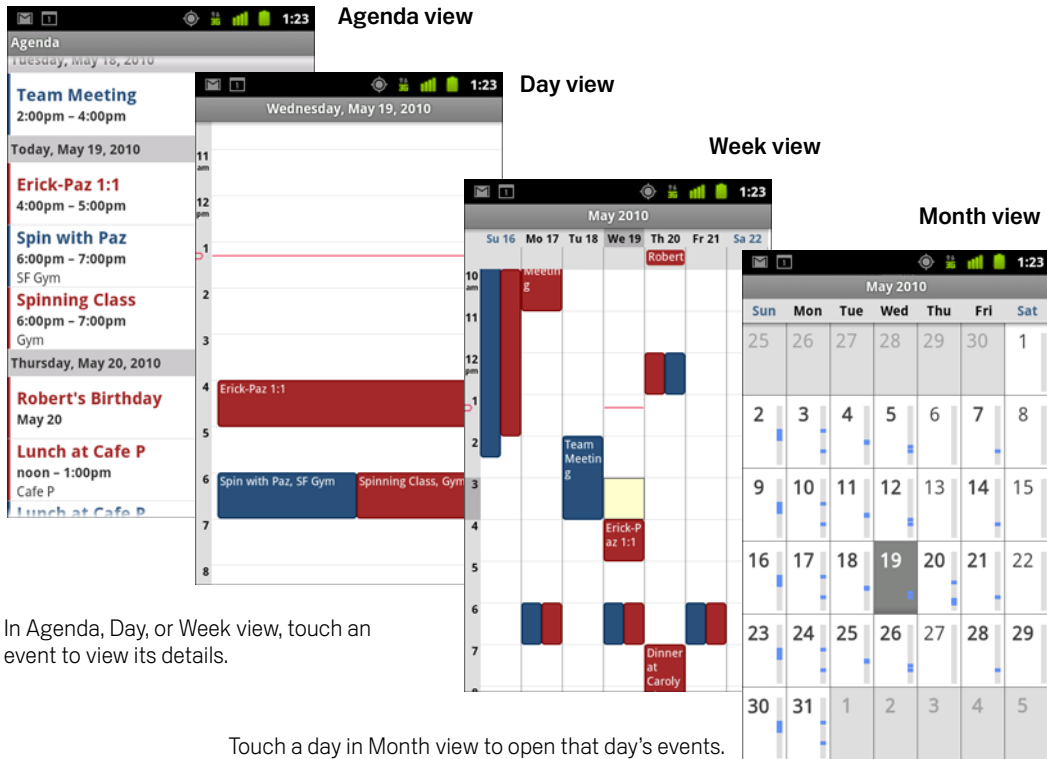 Agenda view
1
3G
1:23
Agenda
Tuesday, May 18, 2010
Team Meeting
2:00pm – 4:00pm
Today, May 19, 2010
Erick-Paz 1:1
4:00pm – 5:00pm
Spin with Paz
6:00pm – 7:00pm
SF Gym
Spinning Class
6:00pm – 7:00pm
Gym
Thursday, May 20, 2010
Robert's Birthday
May 20
Lunch at Cafe P
noon – 1:00pm
Cafe P
Lunch at Cafe P
Day view
1
3G
1:23
Wednesday, May 19, 2010
11
am
12
pm
1
2
3
4
Erick-Paz 1:1
5
6
Spin with Paz, SF Gym
Spinning Class, Gym
7
8
Week view
1
3G
1:23
May 2010
Su 16 Mo 17 Tu 18 We 19 Th 20 Fr 21 Sa 22
Robert
10
am
Meetin
g
11
12
pm
1
2
Team
Meetin
g
3
4
Erick-P
az 1:1
5
6
7
Dinner
at
Caroly
Month view
1
3G
1:23
May 2010
Sun Mon Tue Wed Thu Fri Sat
25 26 27 28 29 30 1
2 3 4 5 6 7 8
9 10 11 12 13 14 15
16 17 18 19 20 21 22
23 24 25 26 27 28 29
30 31 1 2 3 4 5
In Agenda, Day, or Week view, touch an
event to view its details.
Touch a day in Month view to open that day's events.